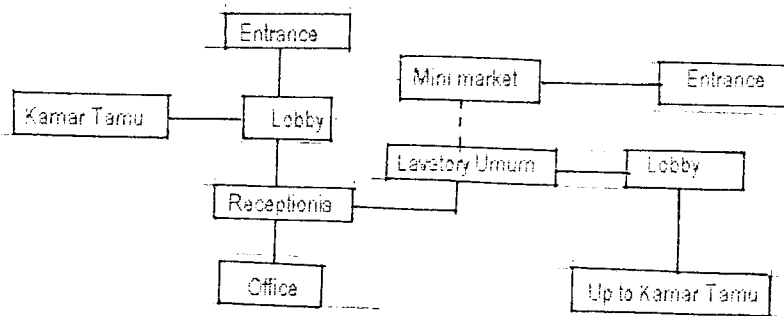 Entrance
Mini market
Entrance
Kamar Tamu
Lobby
Lavatory Umum
Lobby
Receptionis
Office
Up to Kamar Tamu